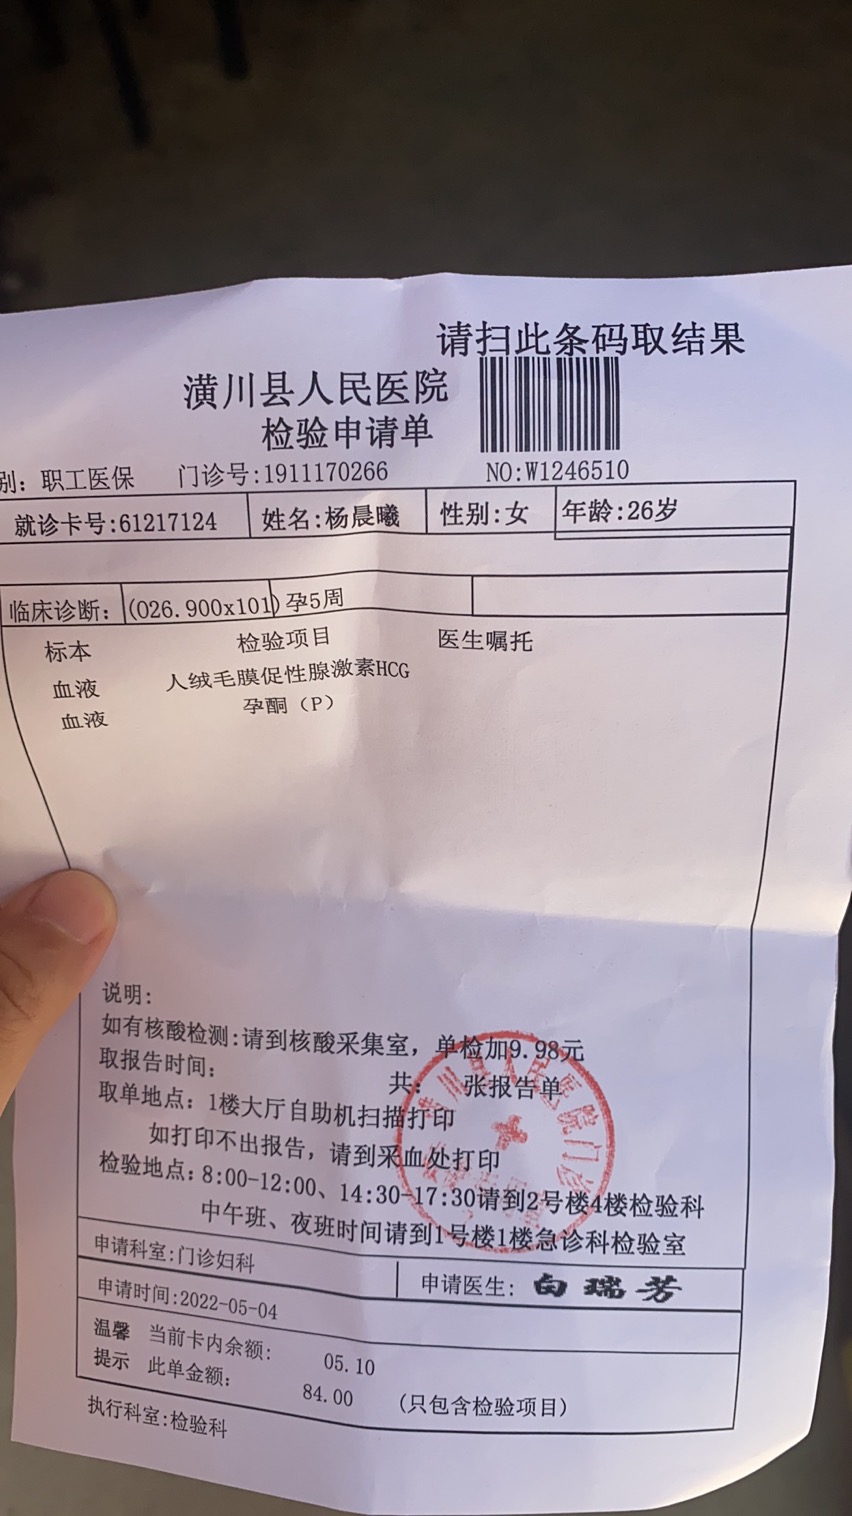 请扫此条码取结果
潢川县人民医院
检验申请单
别: 职工医保 门诊号:1911170266 NO:W1246510
就诊卡号:61217124 姓名:杨晨曦 性别:女 年龄:26岁
临床诊断: (026.900x101) 孕5周
标本 检验项目 医生嘱托
血液 人绒毛膜促性腺激素HCG
血液 孕酮（P）
说明:
如有核酸检测:请到核酸采集室，单检加9.98元
取报告时间: 共: 张报告单
取单地点: 1楼大厅自助机扫描打印
如打印不出报告，请到采血处打印
检验地点:8:00-12:00、14:30-17:30请到2号楼4楼检验科
中午班、夜班时间请到1号楼1楼急诊科检验室
申请科室:门诊妇科 申请医生: 白瑞芳
申请时间:2022-05-04
温馨 当前卡内余额: 05.10
提示 此单金额: 84.00 (只包含检验项目)
执行科室:检验科